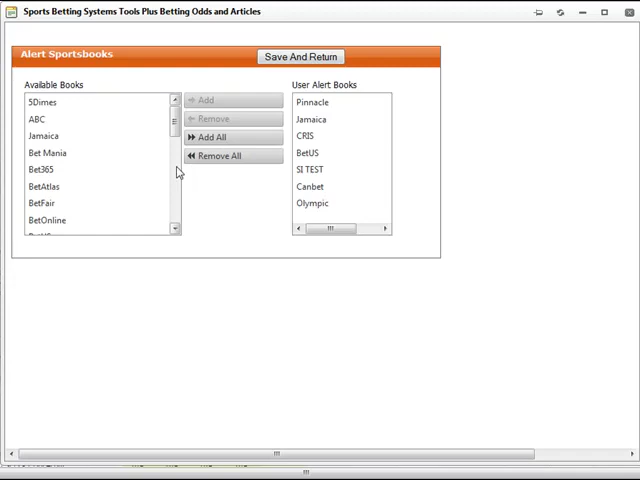 Sports Betting Systems Tools Plus Betting Odds and Articles
Alert Sportsbooks
Save And Return
Available Books
5Dimes
ABC
Jamaica
Bet Mania
Bet365
BetAtlas
BetFair
BetOnline
Add
Remove
Add All
Remove All
User Alert Books
Pinnacle
Jamaica
CRIS
BetUS
SI TEST
Canbet
Olympic